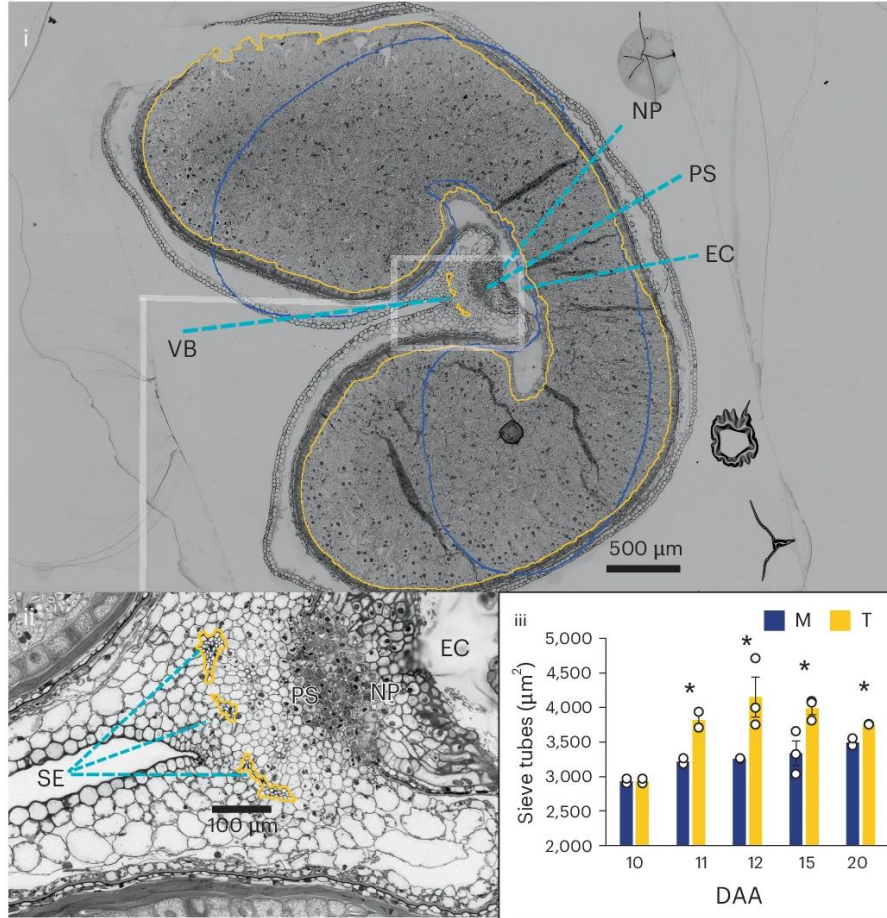 i
NP
PS
EC
VB
500 µm
ii
EC
PS
NP
SE
100 µm
iii
M
T
5,000
4,500
4,000
3,500
3,000
2,500
2,000
Sieve tubes (µm²)
* * * *
10 11 12 15 20
DAA